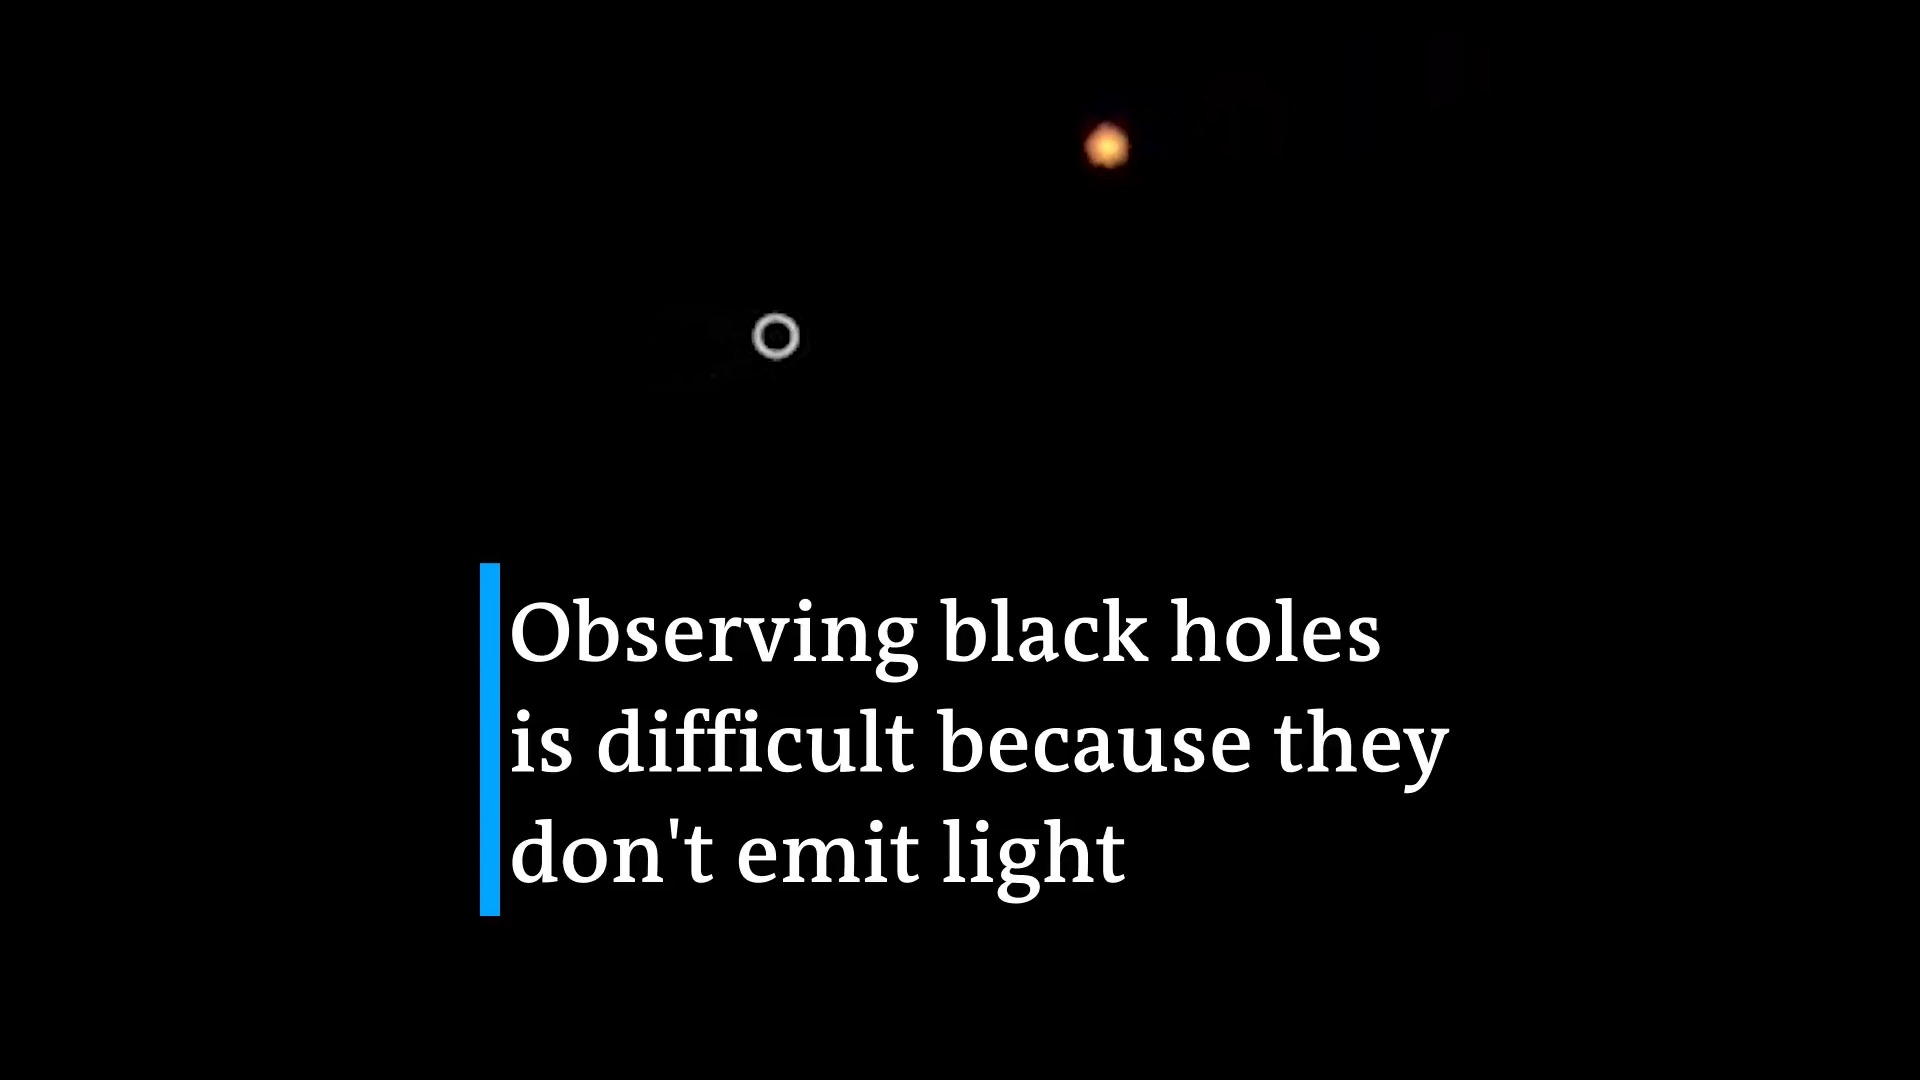 Observing black holes
is difficult because they
don't emit light